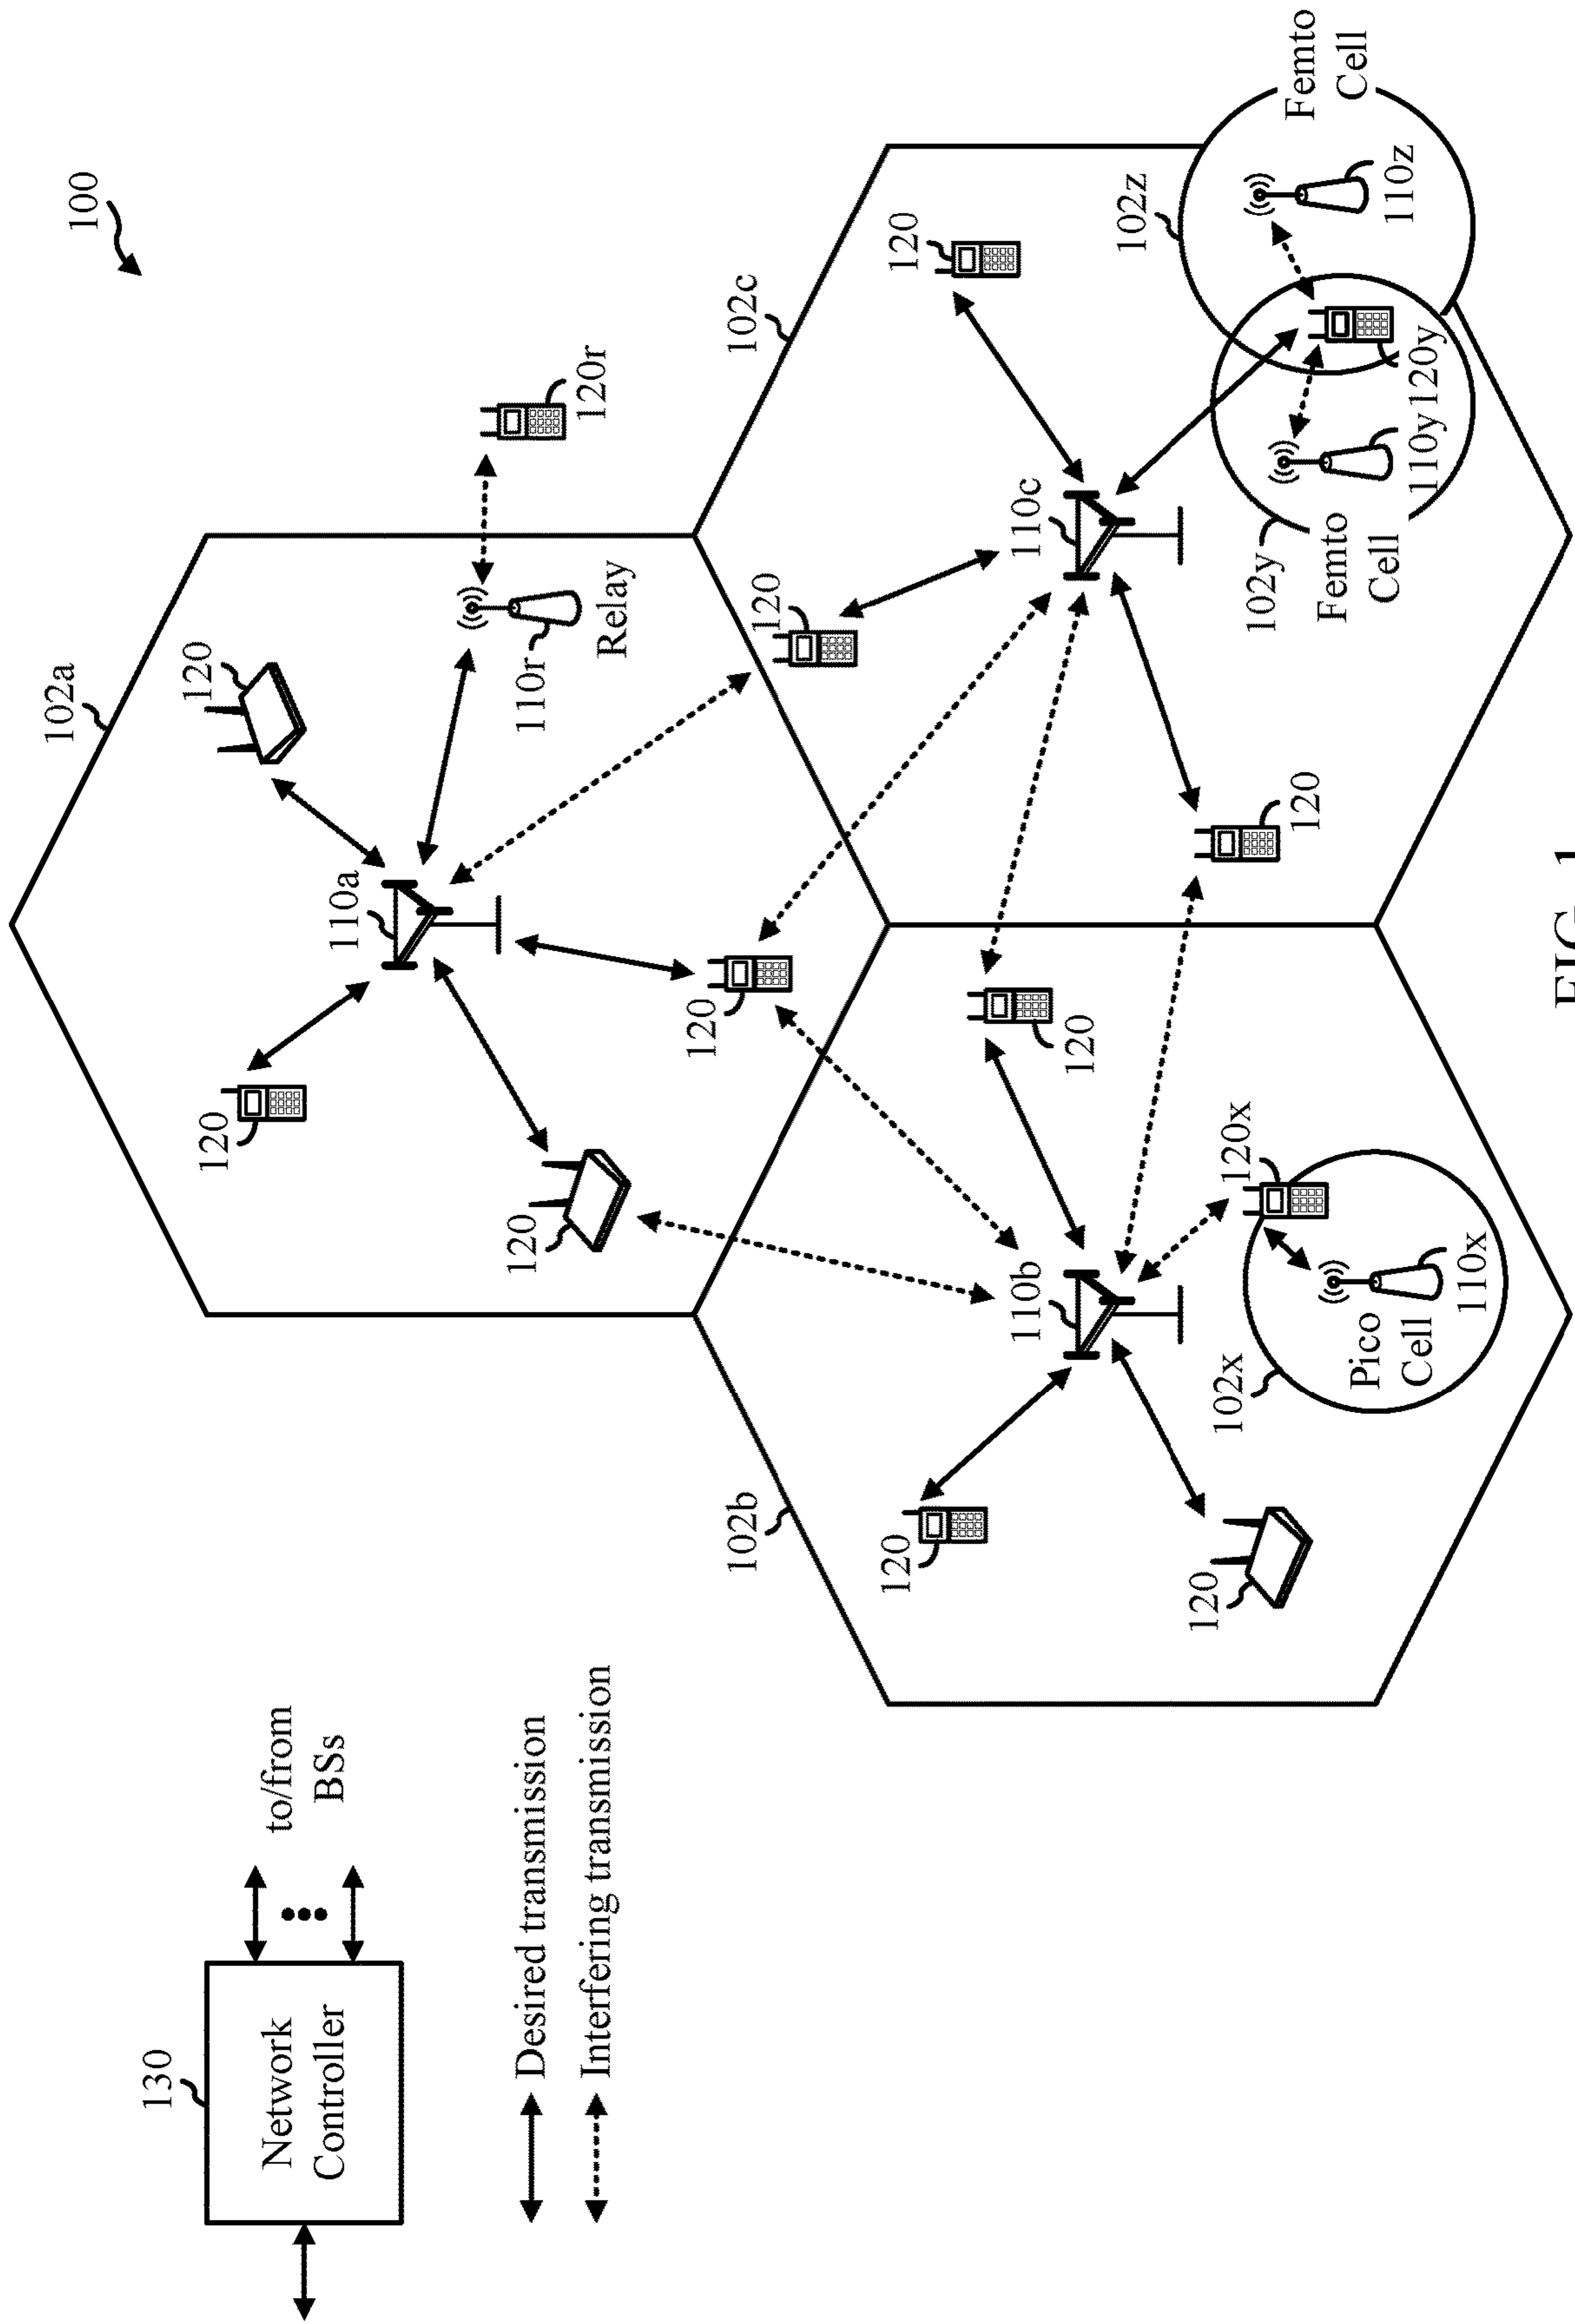 100
130
Network
Controller
to/from
BSs
Desired transmission
Interfering transmission
102a
120
120
110a
120
110r
Relay
120r
120
120
102b
102c
120
110b
120
120
110c
120
102x
Pico
Cell
110x
120x
120
120
102y
Femto
Cell
110y
120y
102z
110z
Femto
Cell
FIG. 1